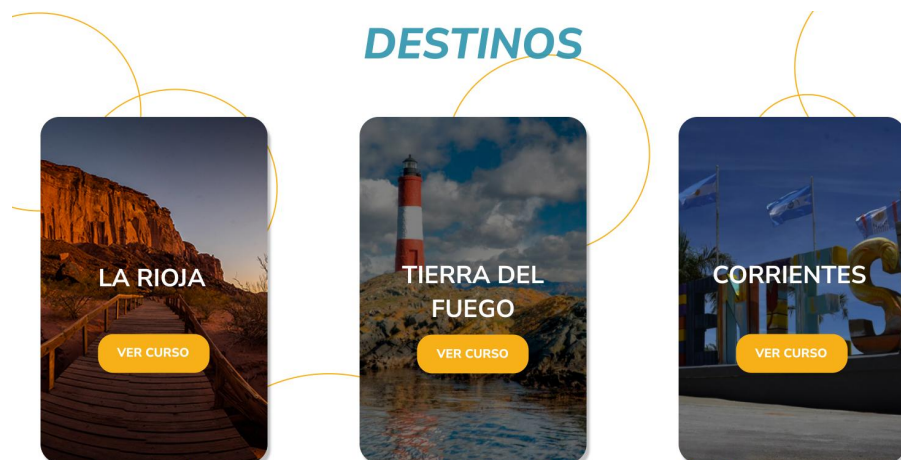 DESTINOS
LA RIOJA
VER CURSO
TIERRA DEL
FUEGO
VER CURSO
CORRIENTES
VER CURSO